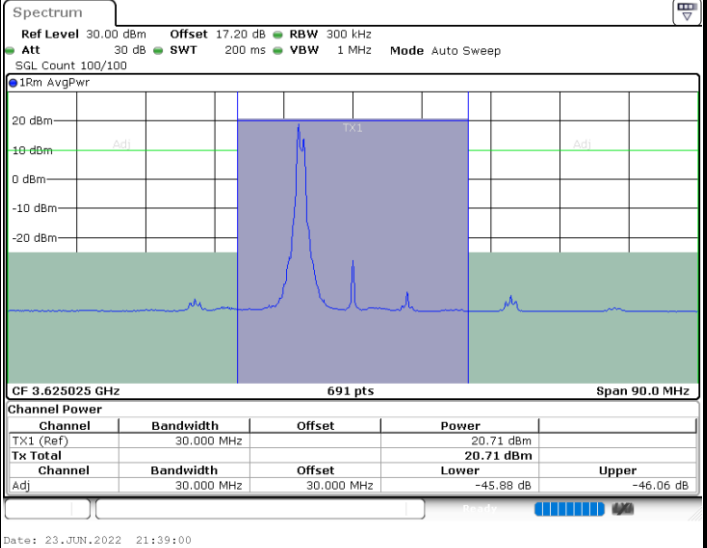 Spectrum
Ref Level 30.00 dBm Offset 17.20 dB RBW 300 kHz
Att 30 dB SWT 200 ms VBW 1 MHz Mode Auto Sweep
SGL Count 100/100
1Rm AvgPwr
20 dBm
TX1
Adj Adj
10 dBm
0 dBm
-10 dBm
-20 dBm
CF 3.625025 GHz 691 pts Span 90.0 MHz
Channel Power
Channel Bandwidth Offset Power
TX1 (Ref) 30.000 MHz 20.71 dBm
Tx Total 20.71 dBm
Channel Bandwidth Offset Lower Upper
Adj 30.000 MHz 30.000 MHz -45.88 dB -46.06 dB
Ready
Date: 23.JUN.2022 21:39:00